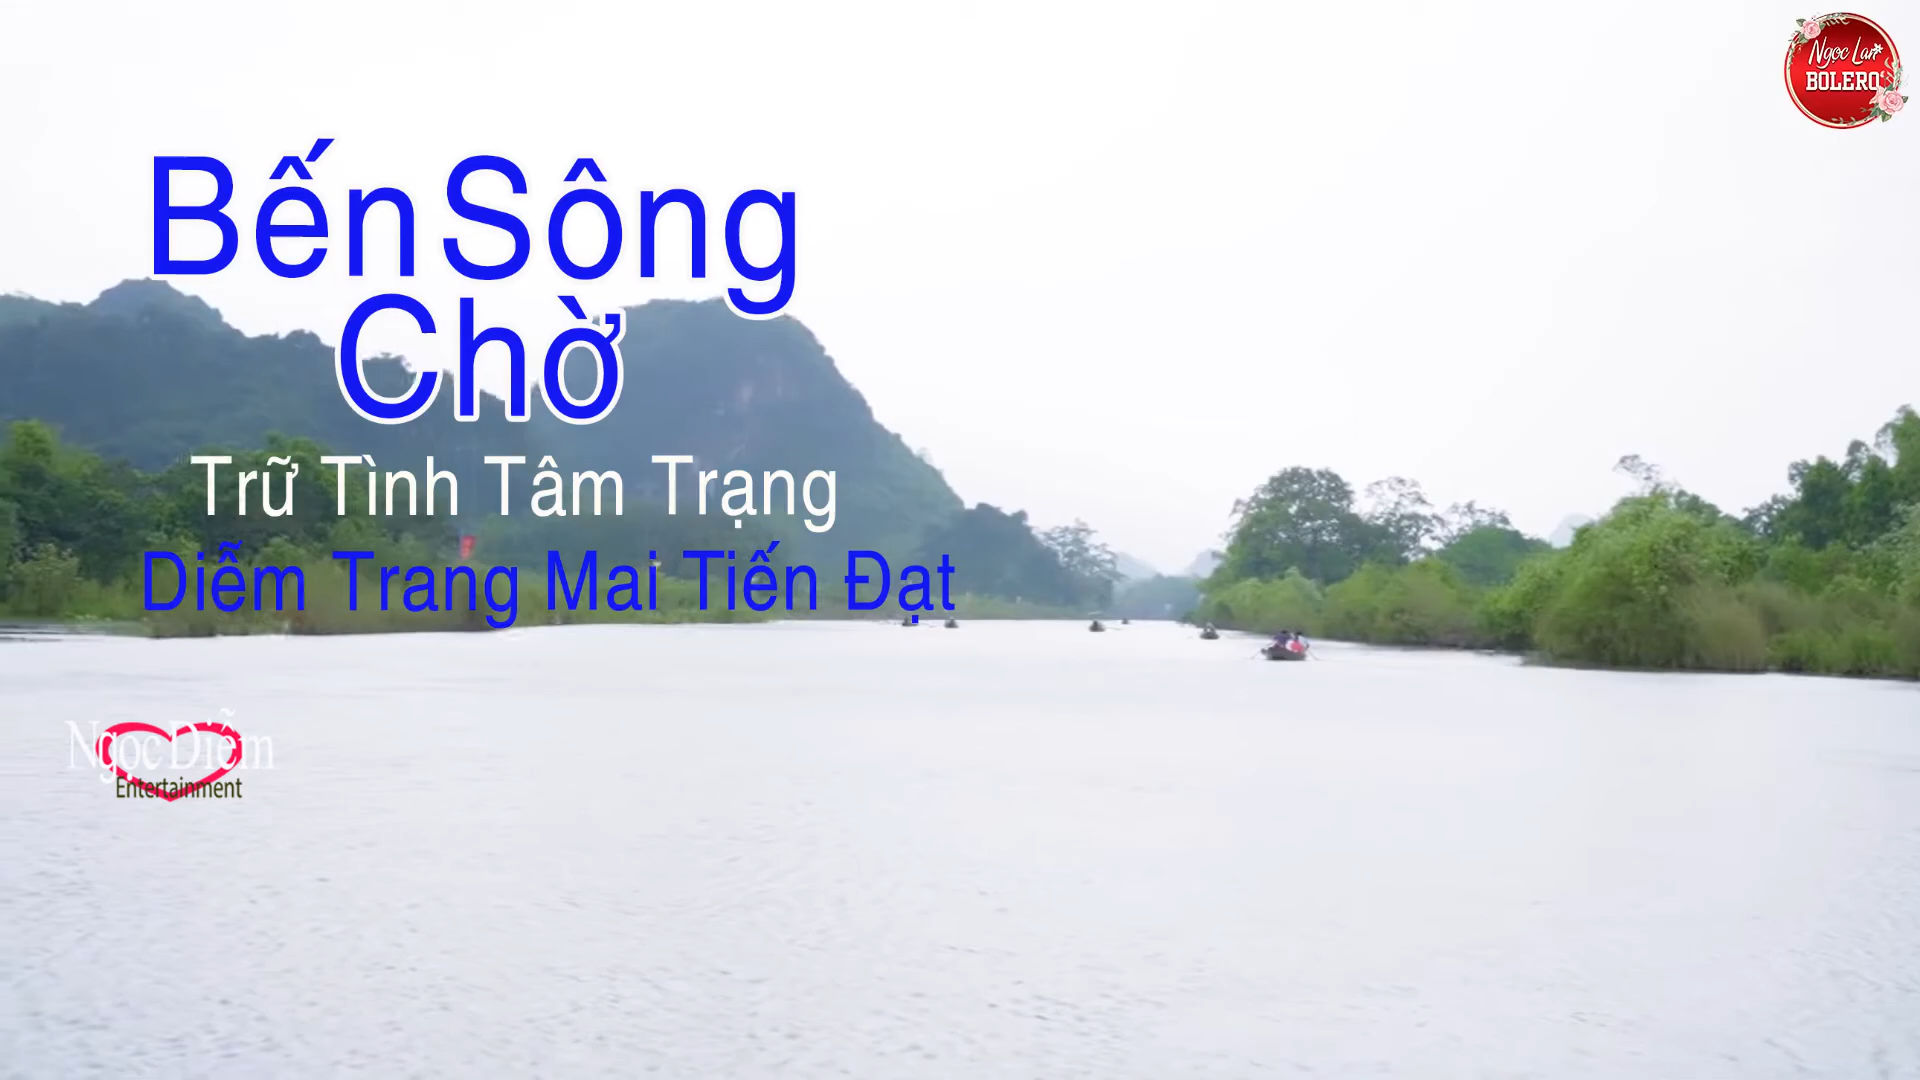 Ngọc Lan
BOLERO
Bến Sông
Chờ
Trữ Tình Tâm Trạng
Diễm Trang Mai Tiến Đạt
Ngọc Diễm
Entertainment